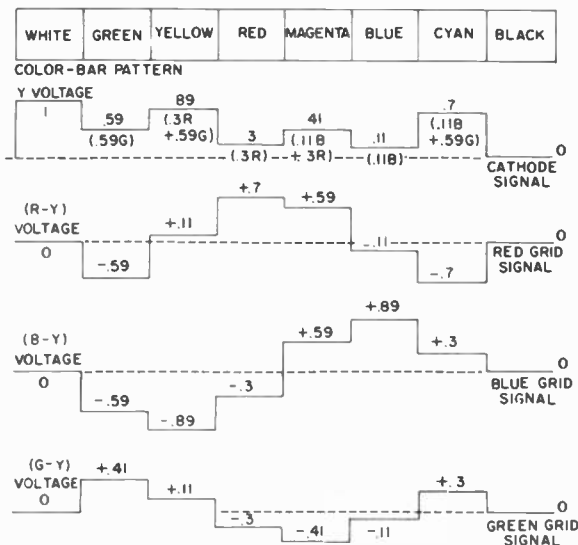 WHITE GREEN YELLOW RED MAGENTA BLUE CYAN BLACK
COLOR-BAR PATTERN
Y VOLTAGE
1
.59
(.59G)
.89
(.3R
+.59G)
.3
(.3R)
.41
(.11B
+.3R)
.11
(.11B)
.7
(.11B
+.59G)
0
CATHODE
SIGNAL
(R-Y)
VOLTAGE
0
-.59
+.11
+.7
+.59
-.11
-.7
0
RED GRID
SIGNAL
(B-Y)
VOLTAGE
0
-.59
-.89
-.3
+.59
+.89
+.3
0
BLUE GRID
SIGNAL
(G-Y)
VOLTAGE
0
+.41
+.11
-.3
-.41
-.11
+.3
0
GREEN GRID
SIGNAL